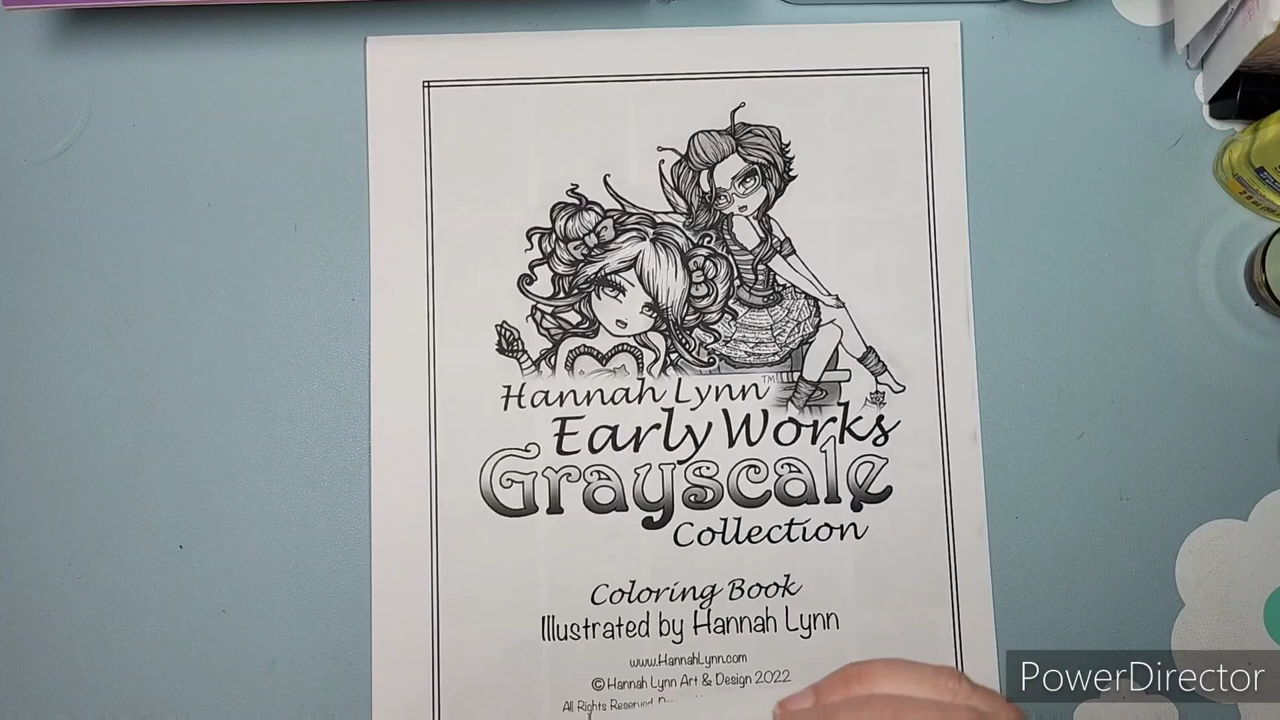 Hannah Lynn™
Early Works
Grayscale
Collection
Coloring Book
Illustrated by Hannah Lynn
www.HannahLynn.com
© Hannah Lynn Art & Design 2022
All Rights Reserved
PowerDirector